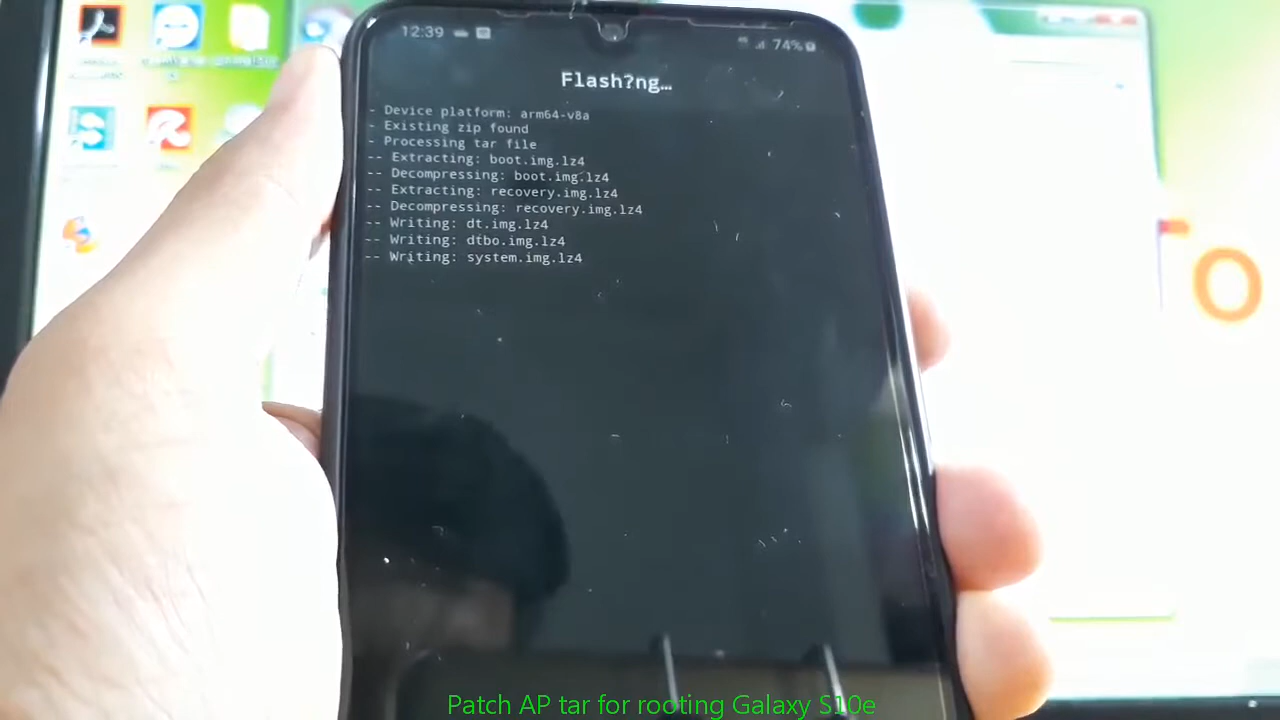 12:39
74%
Flash?ng…
- Device platform: arm64-v8a
- Existing zip found
- Processing tar file
-- Extracting: boot.img.lz4
-- Decompressing: boot.img.lz4
-- Extracting: recovery.img.lz4
-- Decompressing: recovery.img.lz4
-- Writing: dt.img.lz4
-- Writing: dtbo.img.lz4
-- Writing: system.img.lz4
Patch AP tar for rooting Galaxy S10e